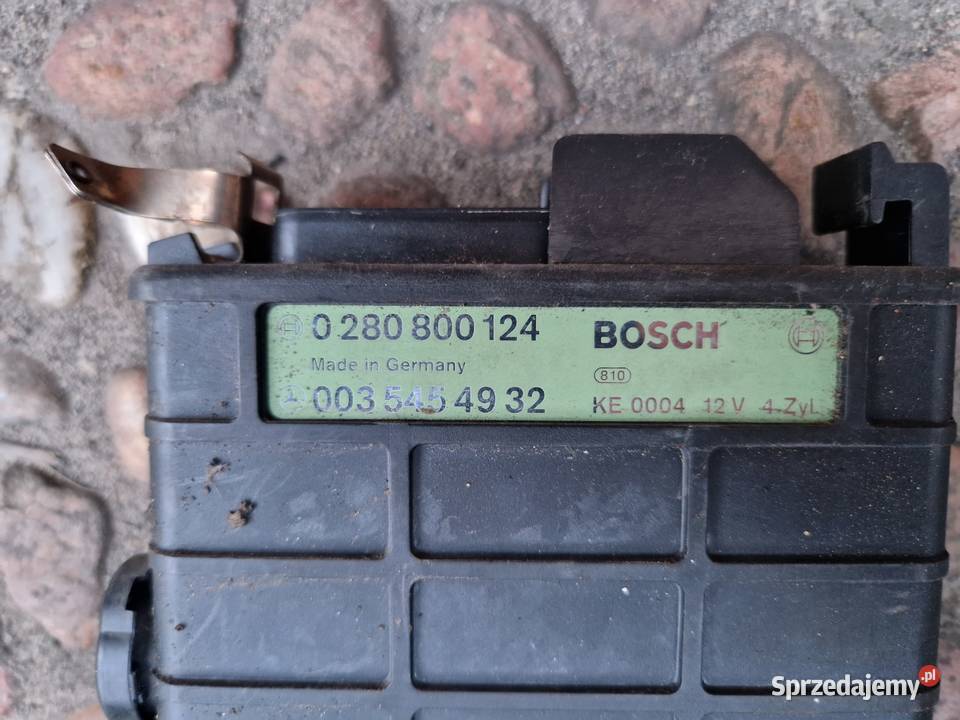 0 280 800 124
BOSCH
Made in Germany
810
003 545 49 32
KE 0004 12 V 4-Zyl
Sprzedajemy.pl